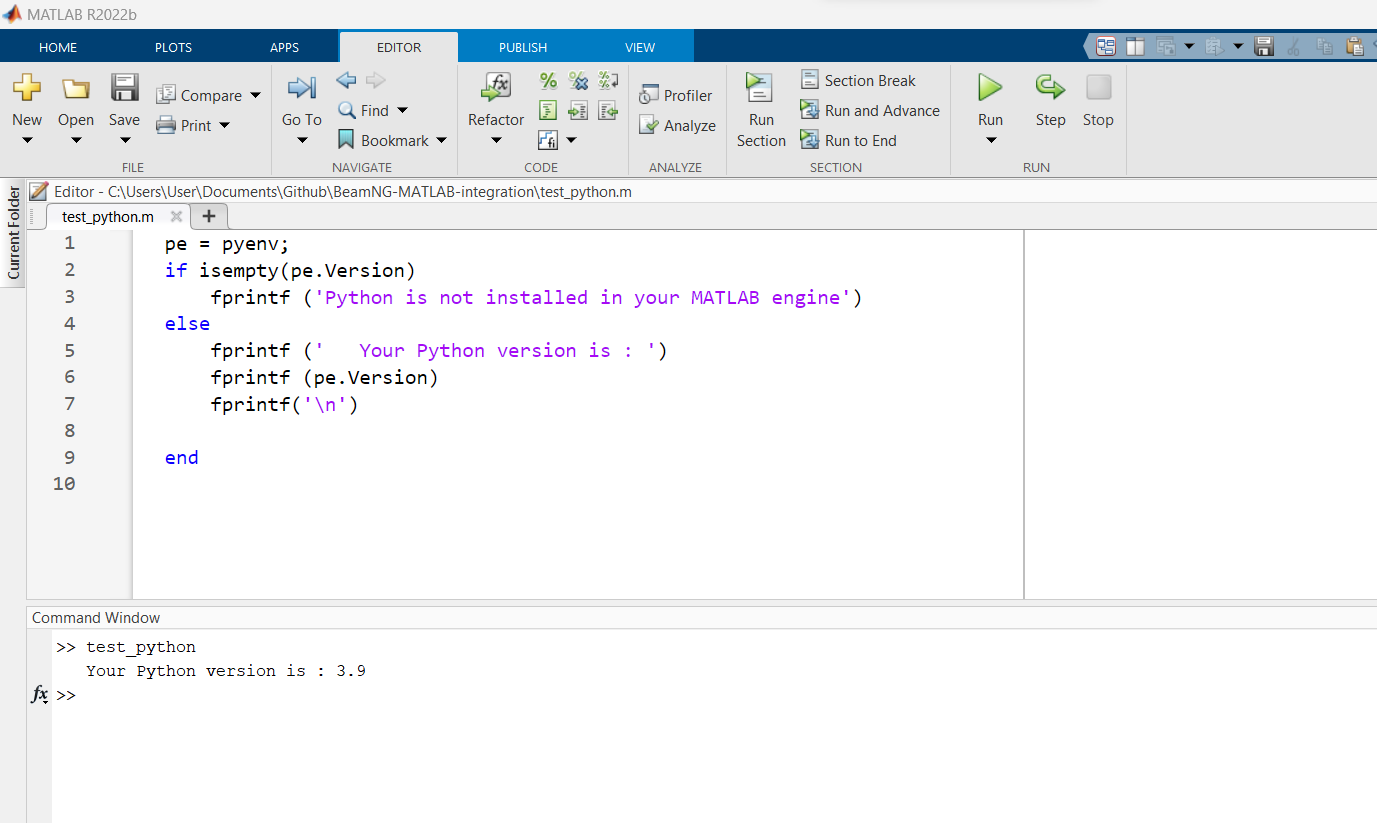 MATLAB R2022b
HOME PLOTS APPS EDITOR PUBLISH VIEW
New Open Save Compare Print
Go To Find Bookmark
Refactor
Profiler Analyze
Run Section
Section Break
Run and Advance
Run to End
Run Step Stop
FILE NAVIGATE CODE ANALYZE SECTION RUN
Current Folder
Editor - C:\Users\User\Documents\Github\BeamNG-MATLAB-integration\test_python.m
test_python.m
1 pe = pyenv;
2 if isempty(pe.Version)
3     fprintf ('Python is not installed in your MATLAB engine')
4 else
5     fprintf ('   Your Python version is : ')
6     fprintf (pe.Version)
7     fprintf('\n')
8
9 end
10
Command Window
>> test_python
   Your Python version is : 3.9
fx >>